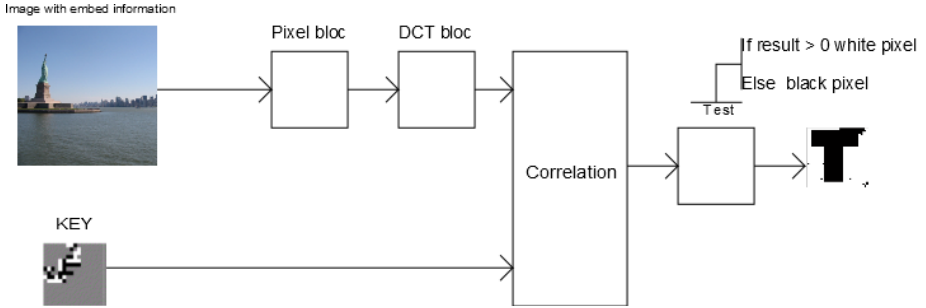 Image with embed information
Pixel bloc
DCT bloc
If result > 0 white pixel
Else black pixel
Test
Correlation
T
KEY